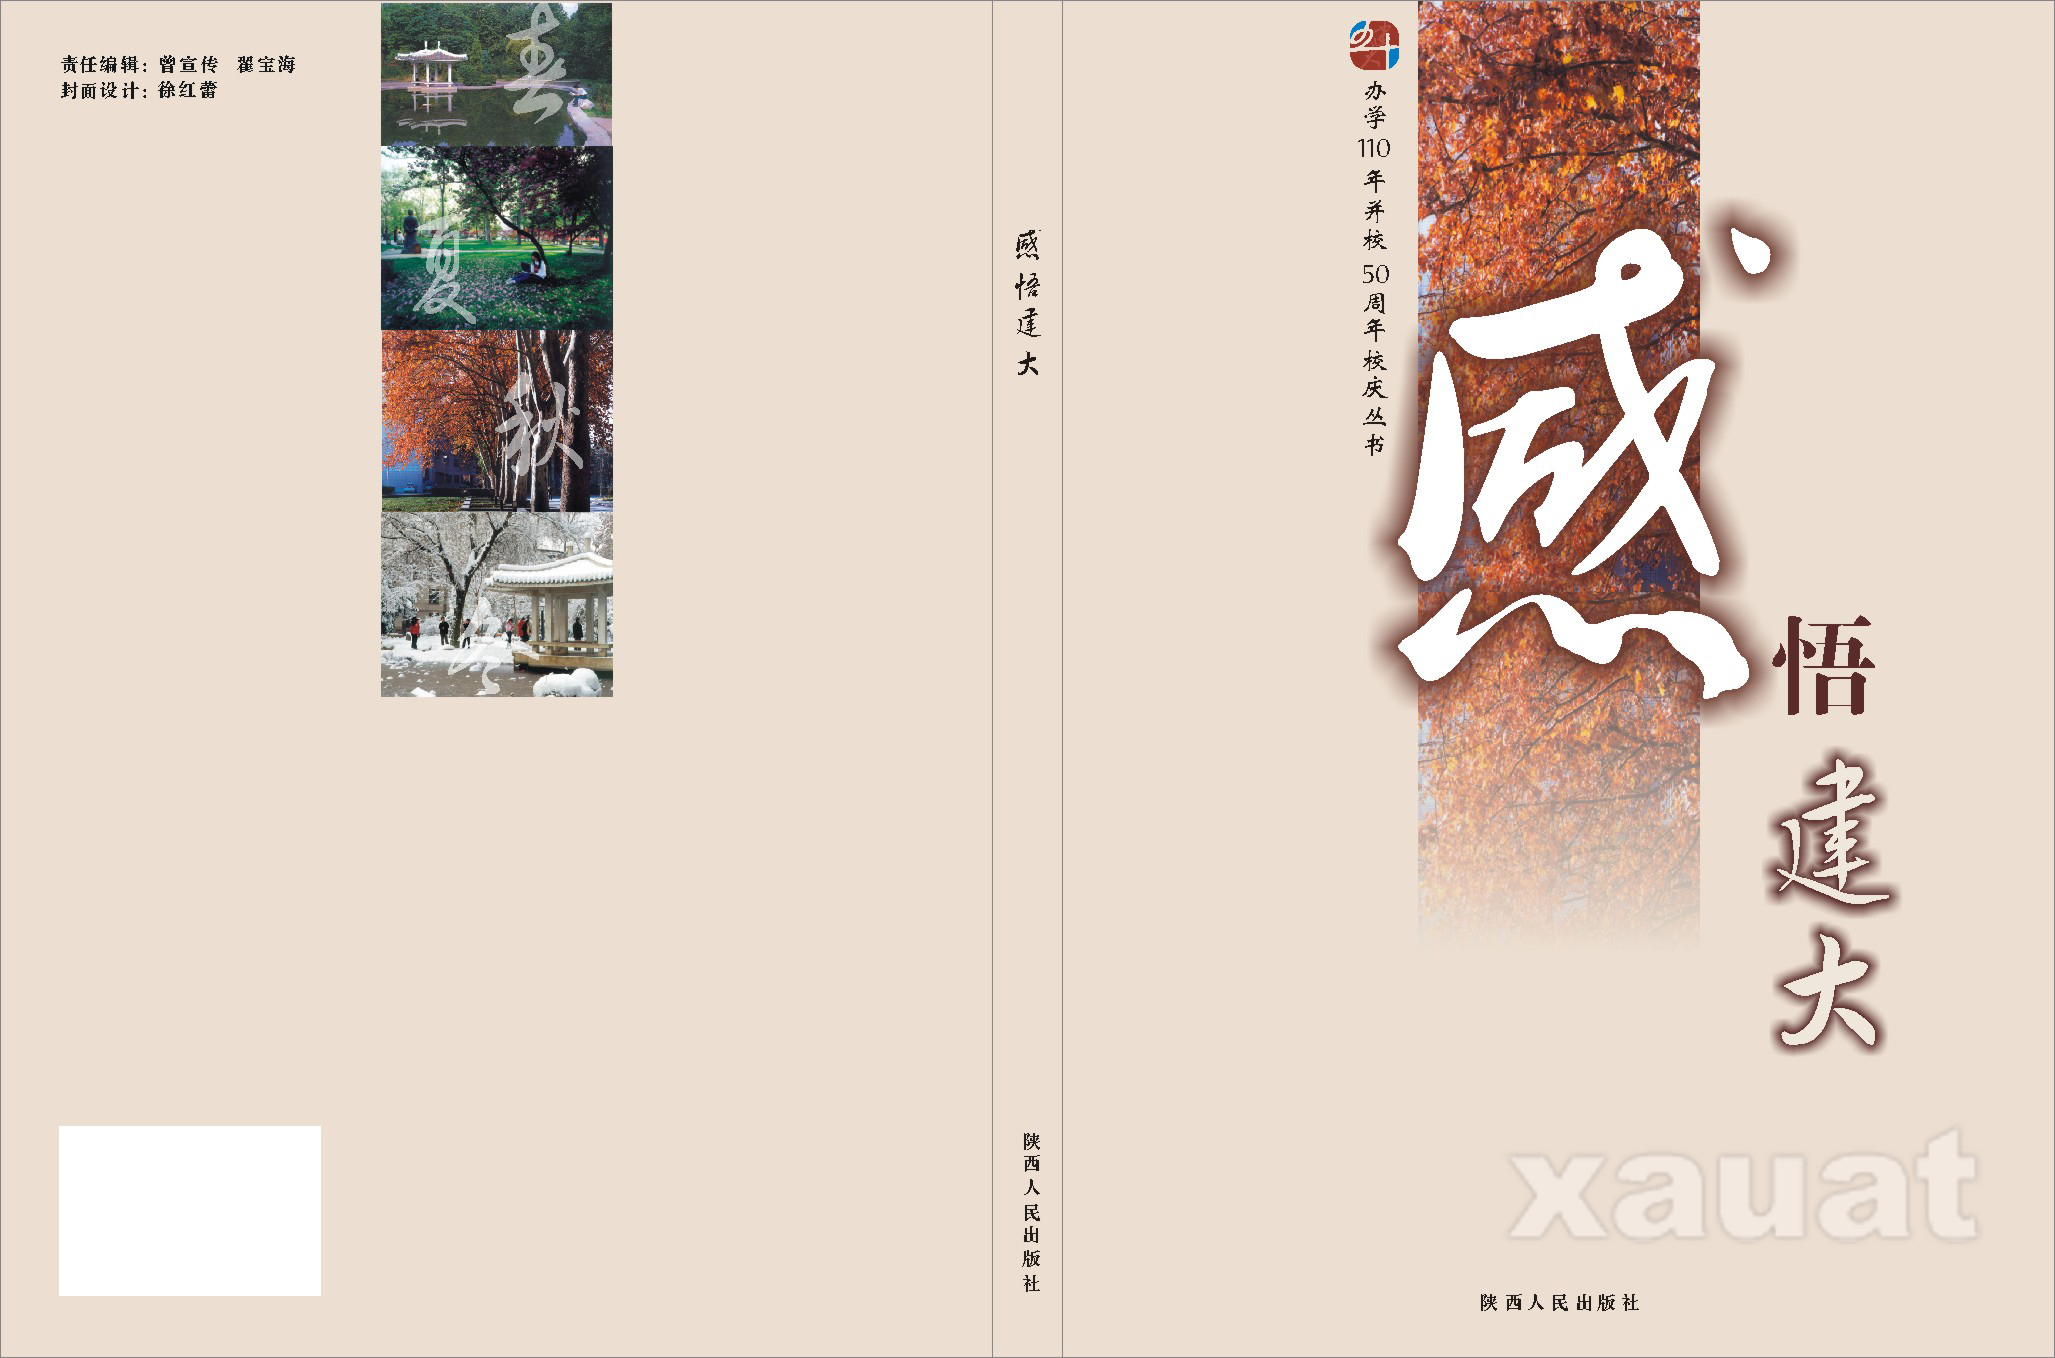 责任编辑：曾宣传 翟宝海
封面设计：徐红蕾
春
夏
秋
冬
感悟建大
陕西人民出版社
办学110年并校50周年校庆丛书
感
悟
建
大
xauat
陕西人民出版社